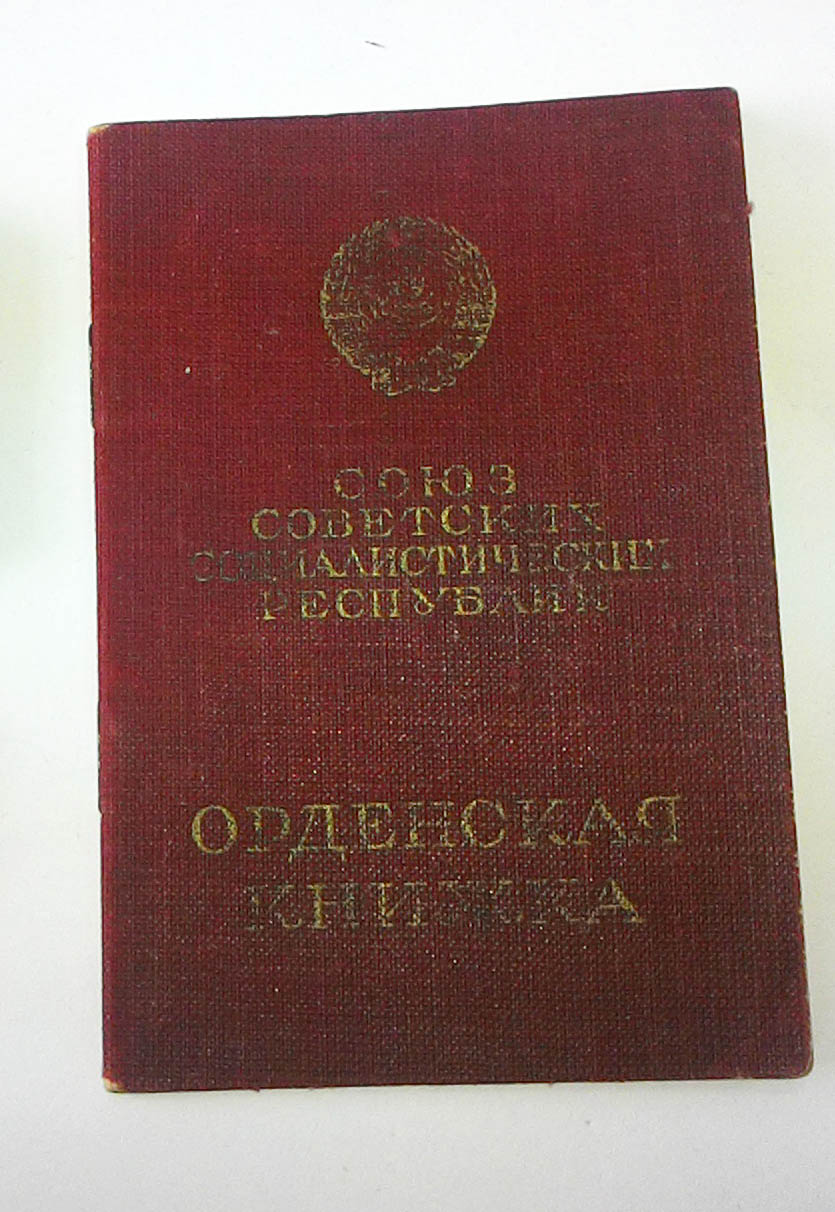 СОЮЗ
СОВЕТСКИХ
СОЦИАЛИСТИЧЕСКИХ
РЕСПУБЛИК
ОРДЕНСКАЯ
КНИЖКА